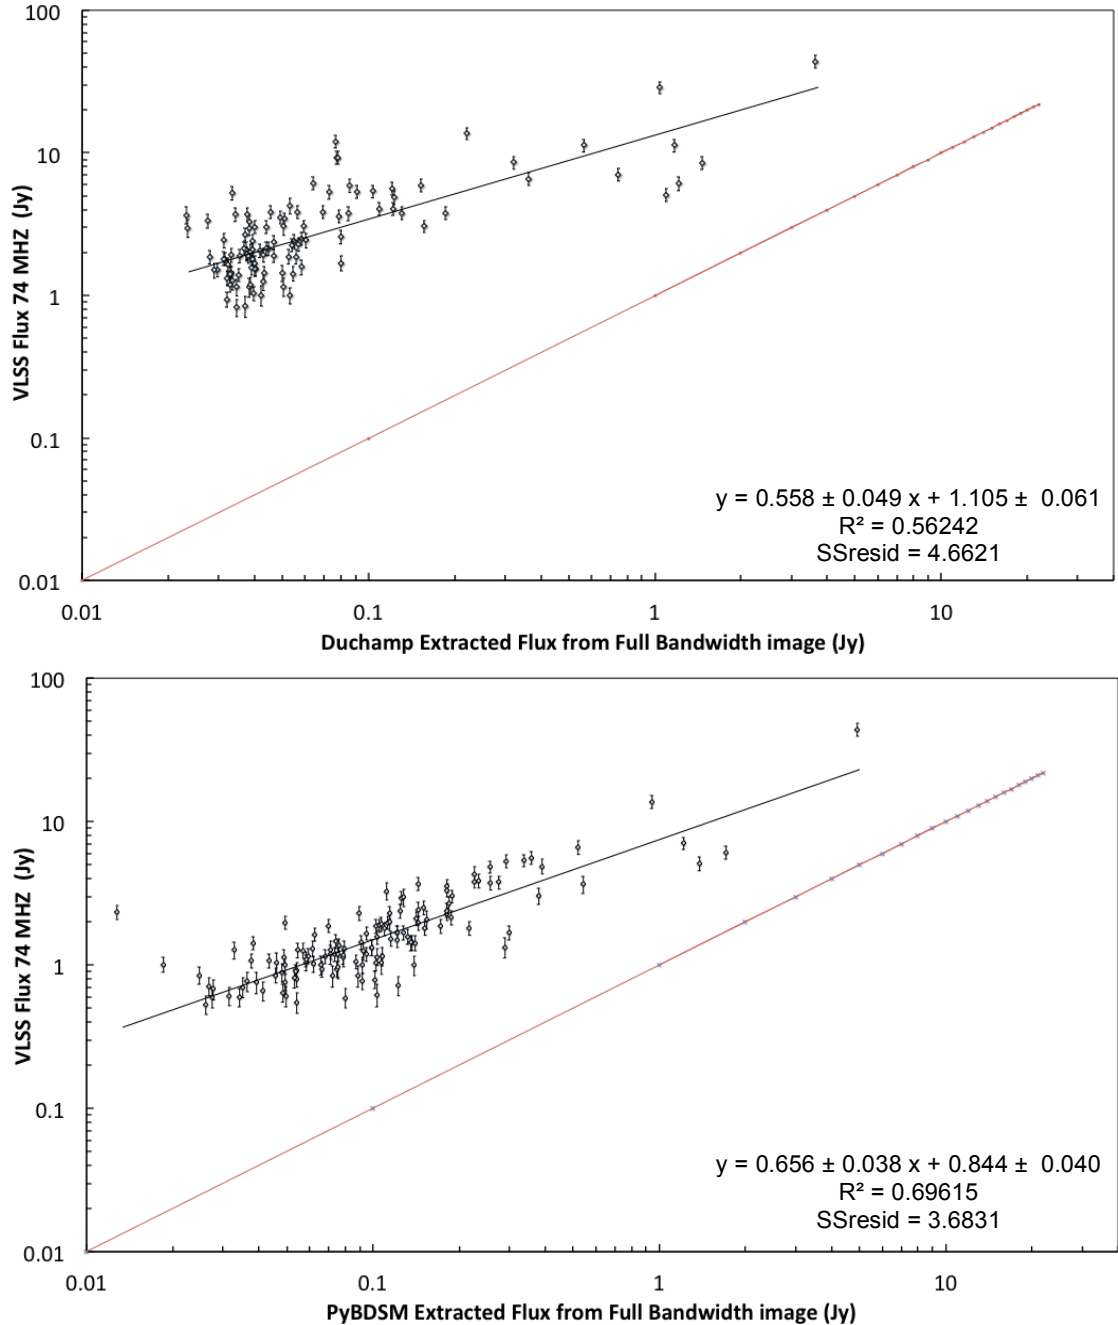 100
10
1
0.1
0.01
VLSS Flux 74 MHZ (Jy)
y = 0.558 ± 0.049 x + 1.105 ± 0.061
R² = 0.56242
SSresid = 4.6621
0.01 0.1 1 10
Duchamp Extracted Flux from Full Bandwidth image (Jy)
100
10
1
0.1
0.01
VLSS Flux 74 MHZ (Jy)
y = 0.656 ± 0.038 x + 0.844 ± 0.040
R² = 0.69615
SSresid = 3.6831
0.01 0.1 1 10
PyBDSM Extracted Flux from Full Bandwidth image (Jy)